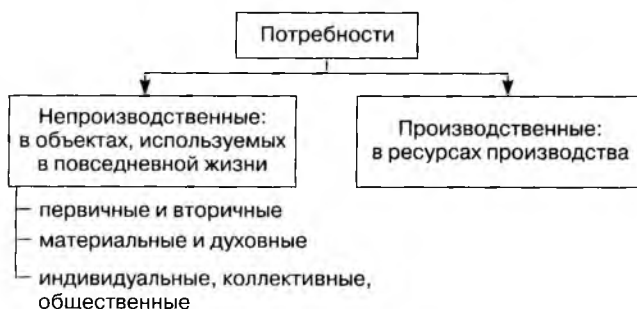 Потребности
Непроизводственные:
в объектах, используемых
в повседневной жизни
Производственные:
в ресурсах производства
первичные и вторичные
материальные и духовные
индивидуальные, коллективные,
общественные